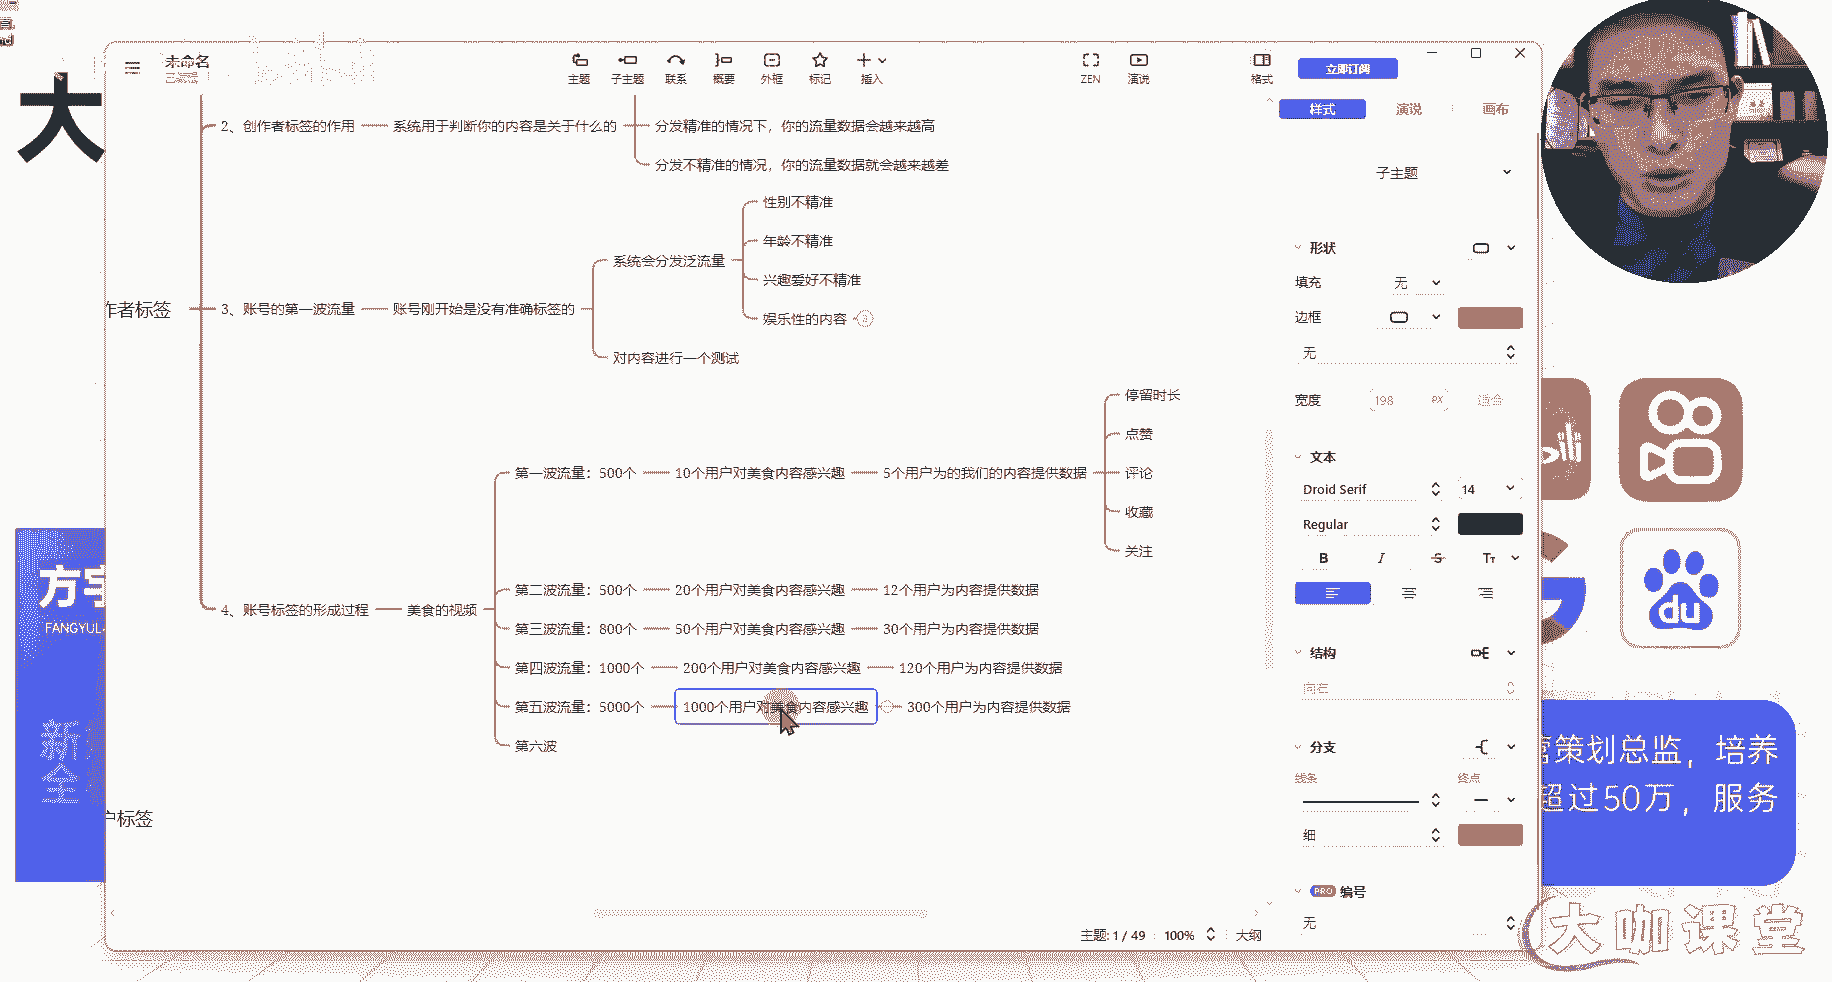 大
未命名
主题
子主题
联系
概要
外框
标记
插入
ZEN
演说
格式
立即订阅
样式
演说
画布
2、创作者标签的作用
系统用于判断你的内容是关于什么的
分发精准的情况下，你的流量数据会越来越高
分发不精准的情况，你的流量数据就会越来越差
作者标签
3、账号的第一波流量
账号刚开始是没有准确标签的
系统会分发泛流量
性别不精准
年龄不精准
兴趣爱好不精准
娱乐性的内容
对内容进行一个测试
4、账号标签的形成过程
美食的视频
第一波流量：500个
10个用户对美食内容感兴趣
5个用户为的我们的内容提供数据
停留时长
点赞
评论
收藏
关注
第二波流量：500个
20个用户对美食内容感兴趣
12个用户为内容提供数据
第三波流量：800个
50个用户对美食内容感兴趣
30个用户为内容提供数据
第四波流量：1000个
200个用户对美食内容感兴趣
120个用户为内容提供数据
第五波流量：5000个
1000个用户对美食内容感兴趣
300个用户为内容提供数据
第六波
户标签
子主题
形状
填充
无
边框
无
宽度
198
PX
适合
文本
Droid Serif
14
Regular
B
I
S
Tт
结构
向右
分支
线条
终点
细
PRO 编号
无
主题: 1 / 49
100%
大纲
方宇
FANGYUL
新
全
du
营策划总监，培养
超过50万，服务
大咖课堂